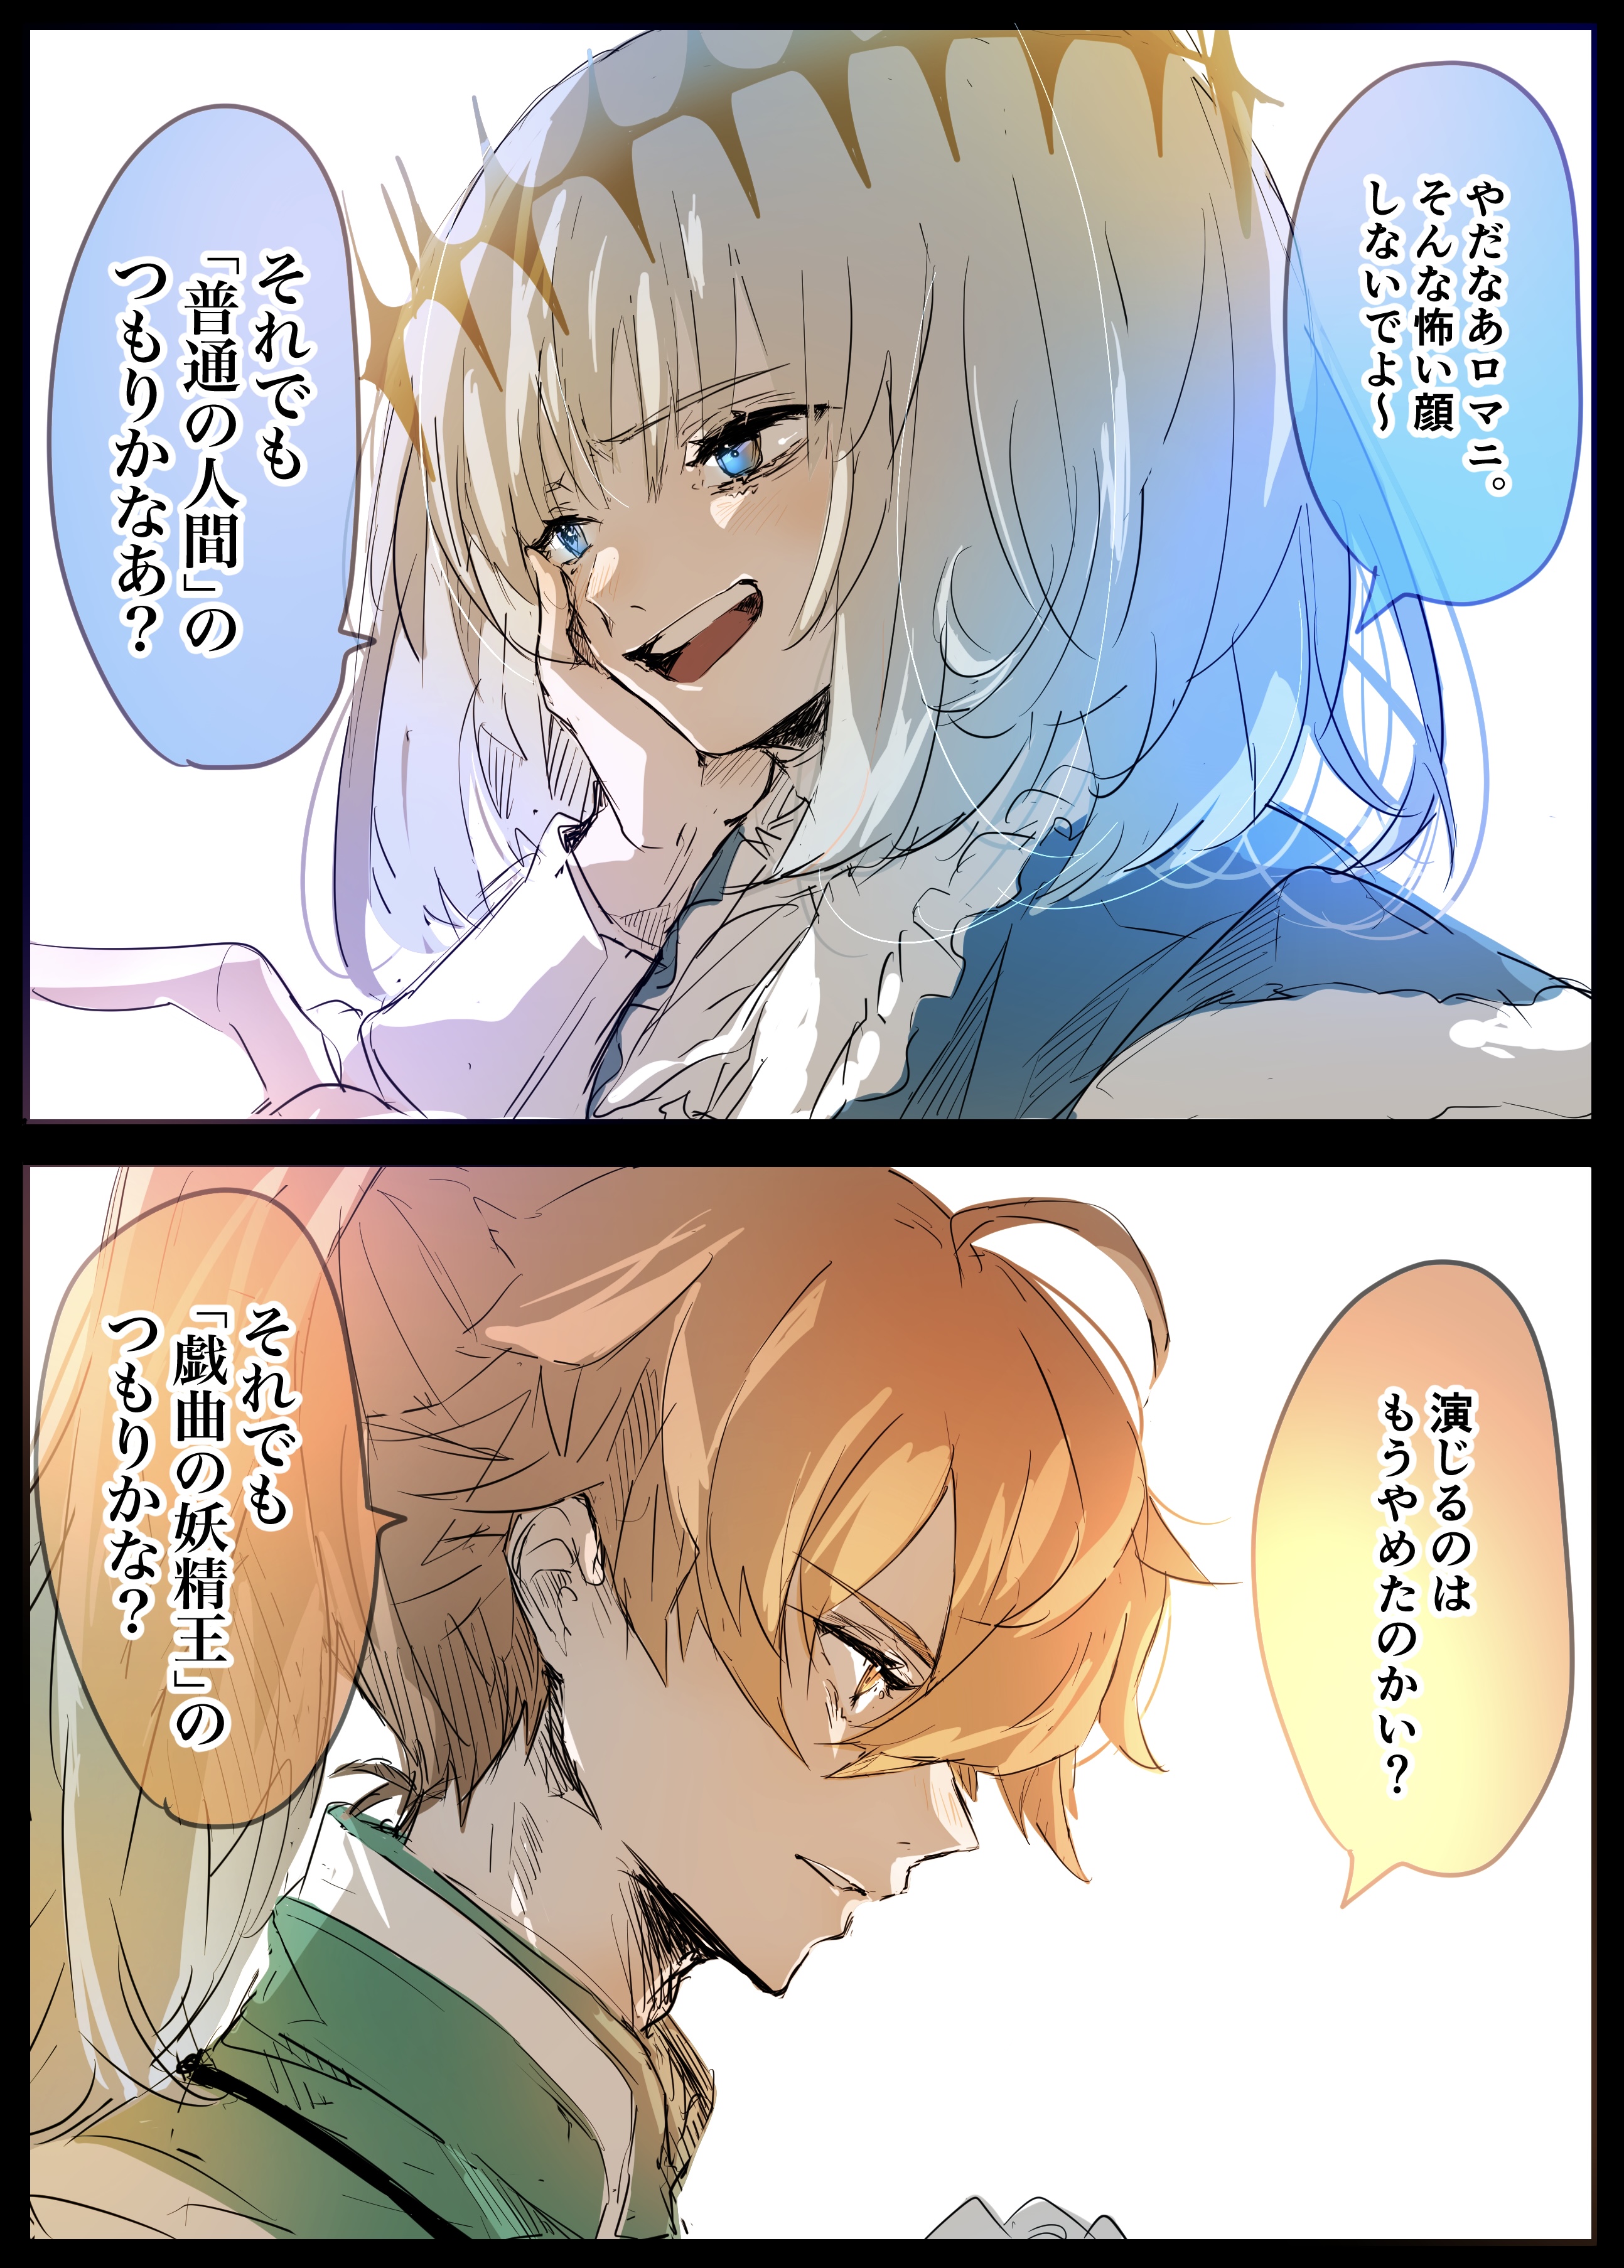 やだなあロマニ。
そんな怖い顔
しないでよ～
それでも
「普通の人間」の
つもりかなあ？
演じるのは
もうやめたのかい？
それでも
「戯曲の妖精王」の
つもりかな？